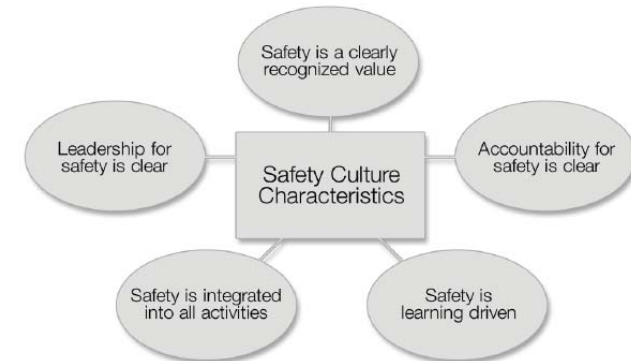 Safety is a clearly
recognized value
Leadership for
safety is clear
Safety Culture
Characteristics
Accountability for
safety is clear
Safety is integrated
into all activities
Safety is
learning driven